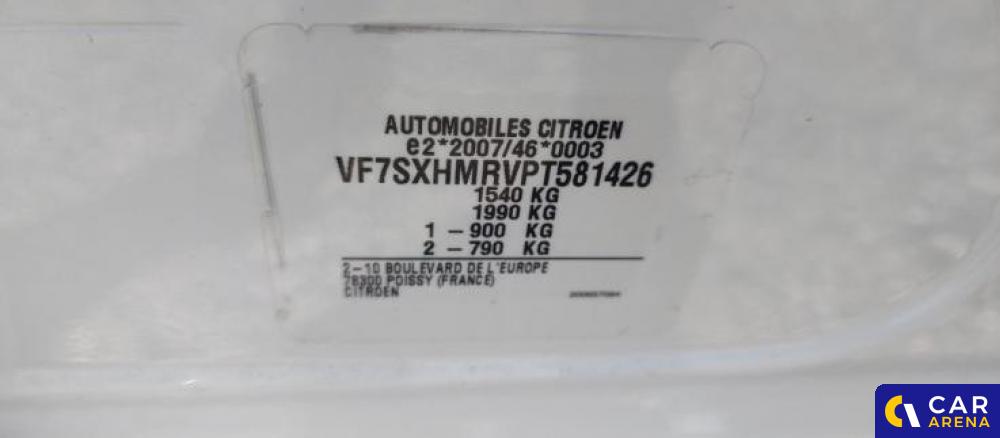 AUTOMOBILES CITROEN
e2*2007/46*0003
VF7SXHMRVPT581426
1540 KG
1990 KG
1 – 900 KG
2 – 790 KG
2–10 BOULEVARD DE L'EUROPE
78300 POISSY (FRANCE)
CITROEN
CAR
ARENA